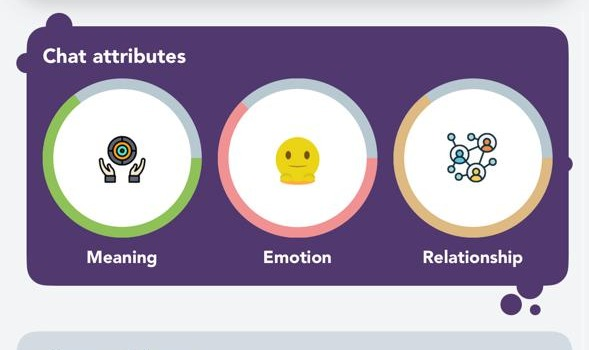 Chat attributes
Meaning
Emotion
Relationship